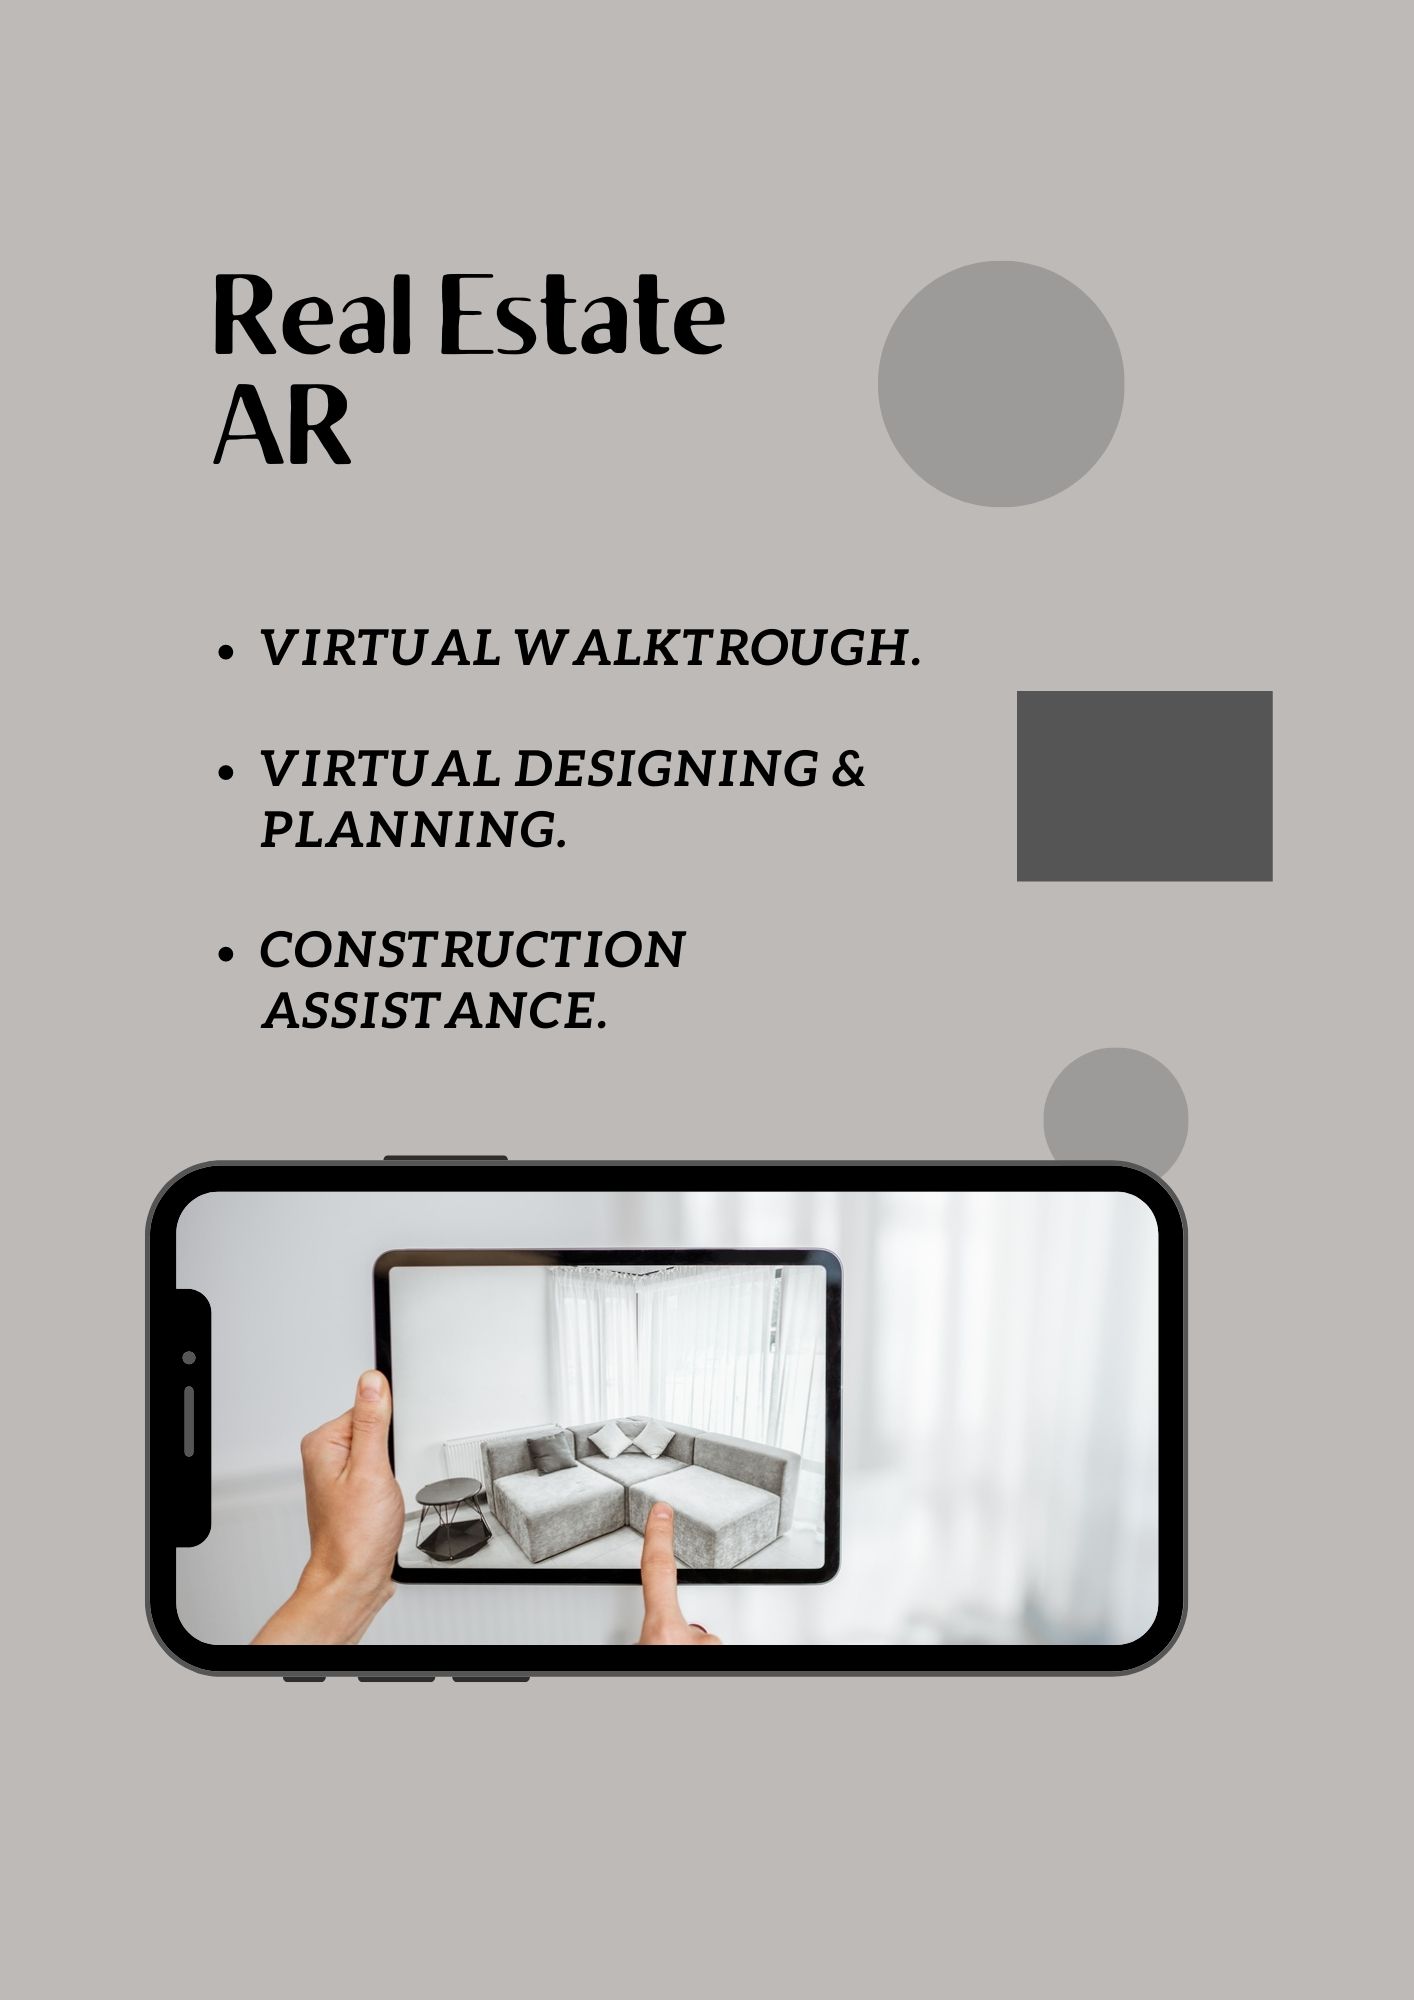 Real Estate
AR
• VIRTUAL WALKTROUGH.
• VIRTUAL DESIGNING &
PLANNING.
• CONSTRUCTION
ASSISTANCE.